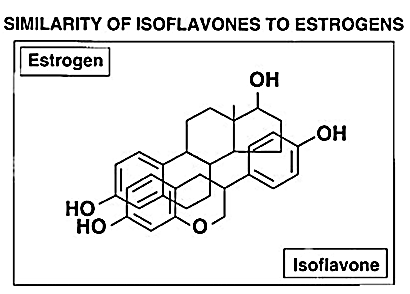 SIMILARITY OF ISOFLAVONES TO ESTROGENS
Estrogen
OH
OH
HO
HO
O
Isoflavone